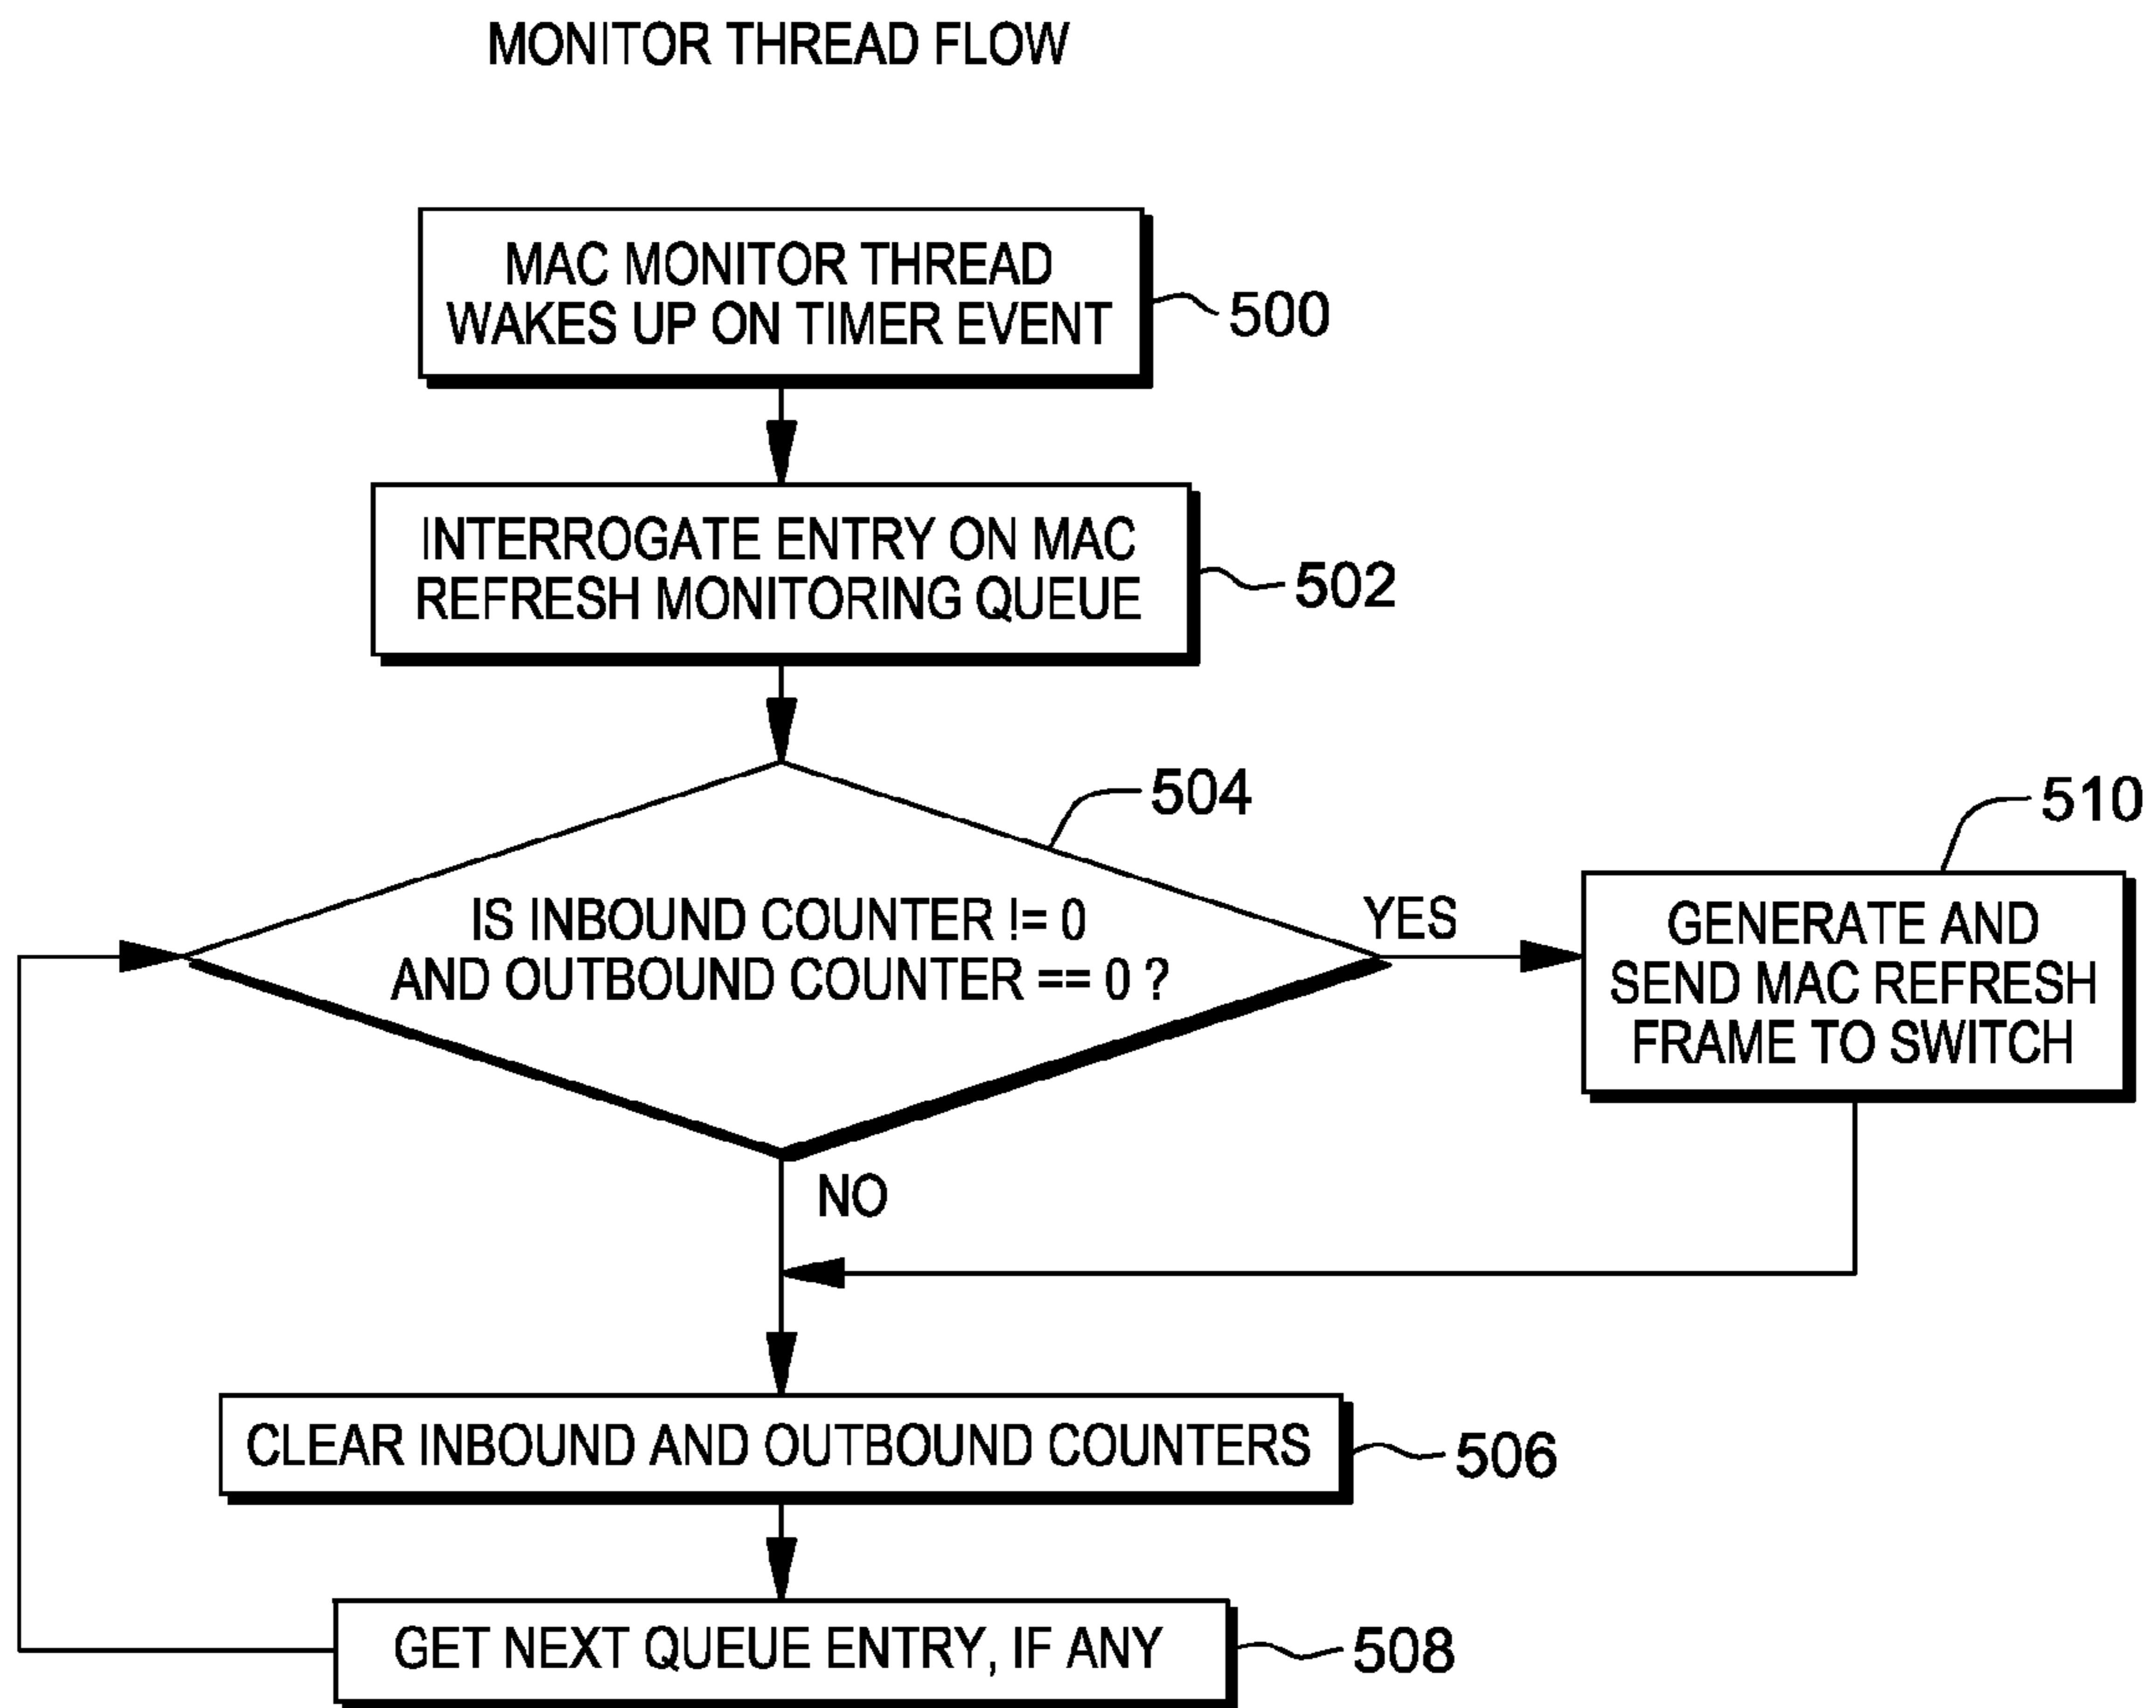 MONITOR THREAD FLOW
MAC MONITOR THREAD
WAKES UP ON TIMER EVENT
500
INTERROGATE ENTRY ON MAC
REFRESH MONITORING QUEUE
502
504
510
IS INBOUND COUNTER != 0
AND OUTBOUND COUNTER == 0 ?
YES
GENERATE AND
SEND MAC REFRESH
FRAME TO SWITCH
NO
CLEAR INBOUND AND OUTBOUND COUNTERS
506
GET NEXT QUEUE ENTRY, IF ANY
508